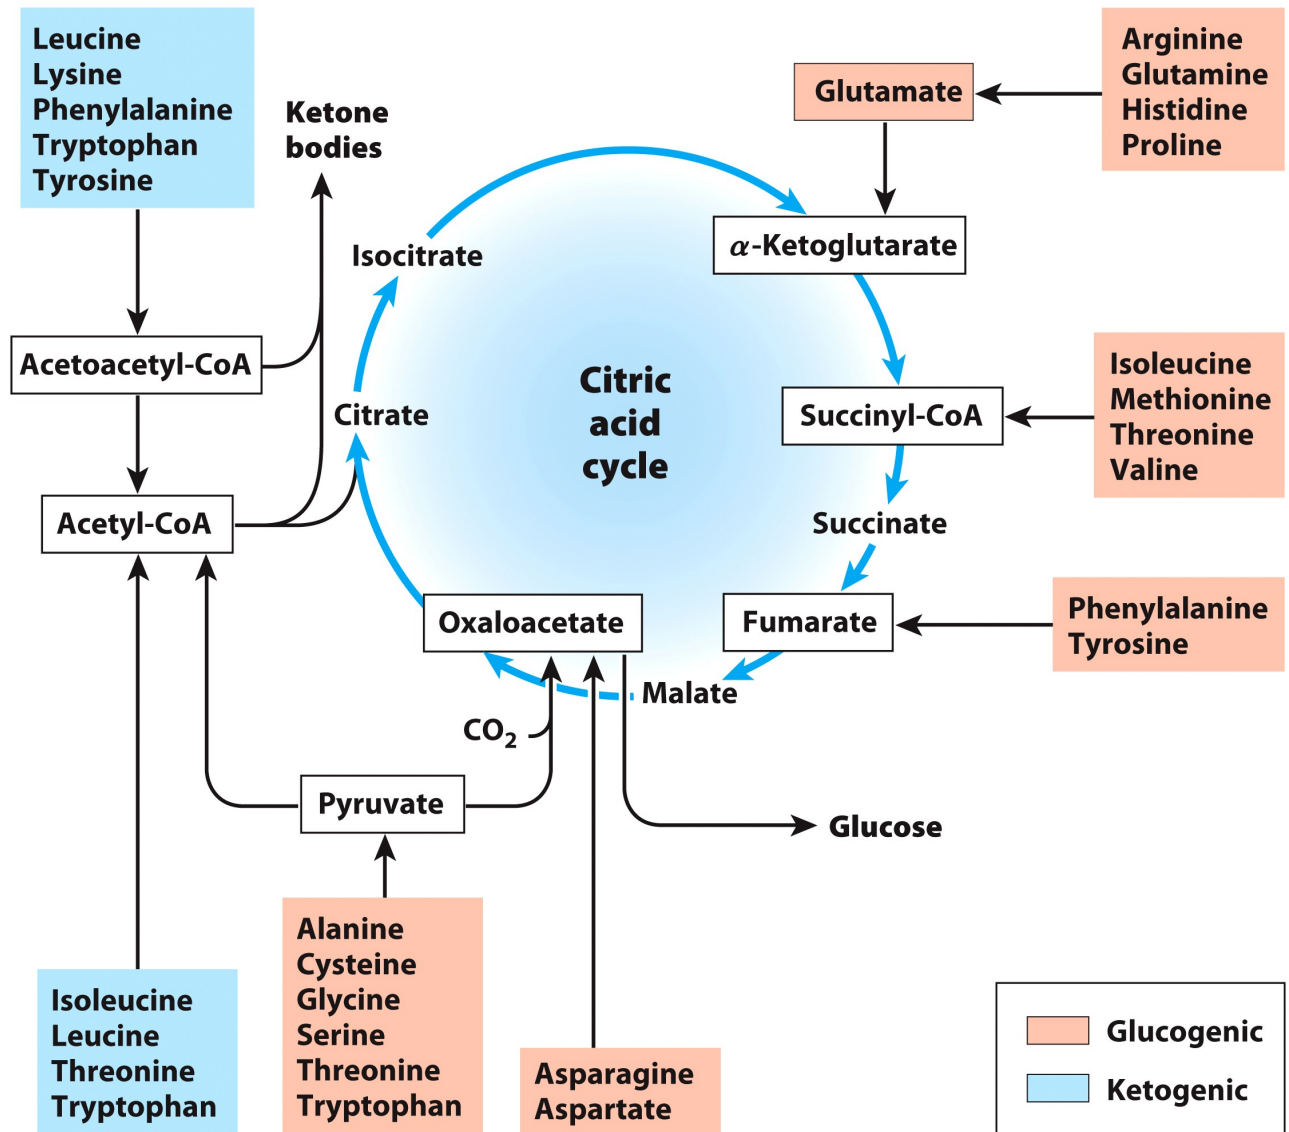 Leucine
Lysine
Phenylalanine
Tryptophan
Tyrosine
Ketone
bodies
Glutamate
Arginine
Glutamine
Histidine
Proline
Isocitrate
α-Ketoglutarate
Acetoacetyl-CoA
Citric
acid
cycle
Citrate
Succinyl-CoA
Isoleucine
Methionine
Threonine
Valine
Acetyl-CoA
Succinate
Oxaloacetate
Fumarate
Phenylalanine
Tyrosine
Malate
CO₂
Pyruvate
Glucose
Isoleucine
Leucine
Threonine
Tryptophan
Alanine
Cysteine
Glycine
Serine
Threonine
Tryptophan
Asparagine
Aspartate
Glucogenic
Ketogenic